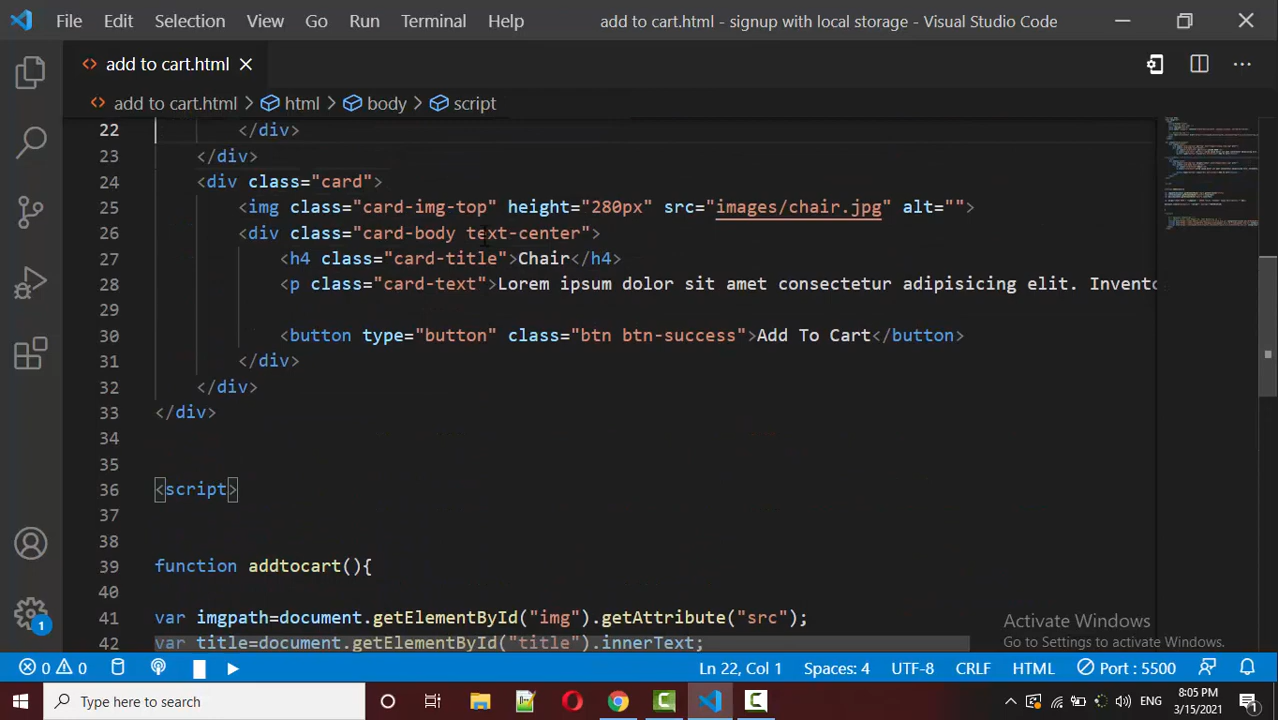 File Edit Selection View Go Run Terminal Help add to cart.html - signup with local storage - Visual Studio Code
<> add to cart.html
<> add to cart.html > html > body > script
22 </div>
23 </div>
24 <div class="card">
25 <img class="card-img-top" height="280px" src="images/chair.jpg" alt="">
26 <div class="card-body text-center">
27 <h4 class="card-title">Chair</h4>
28 <p class="card-text">Lorem ipsum dolor sit amet consectetur adipisicing elit. Invento
29
30 <button type="button" class="btn btn-success">Add To Cart</button>
31 </div>
32 </div>
33 </div>
34
35
36 <script>
37
38
39 function addtocart(){
40
41 var imgpath=document.getElementById("img").getAttribute("src");
42 var title=document.getElementById("title").innerText;
Activate Windows
Go to Settings to activate Windows.
1
0 0 Ln 22, Col 1 Spaces: 4 UTF-8 CRLF HTML Port : 5500
Type here to search ENG 8:05 PM
3/15/2021 1